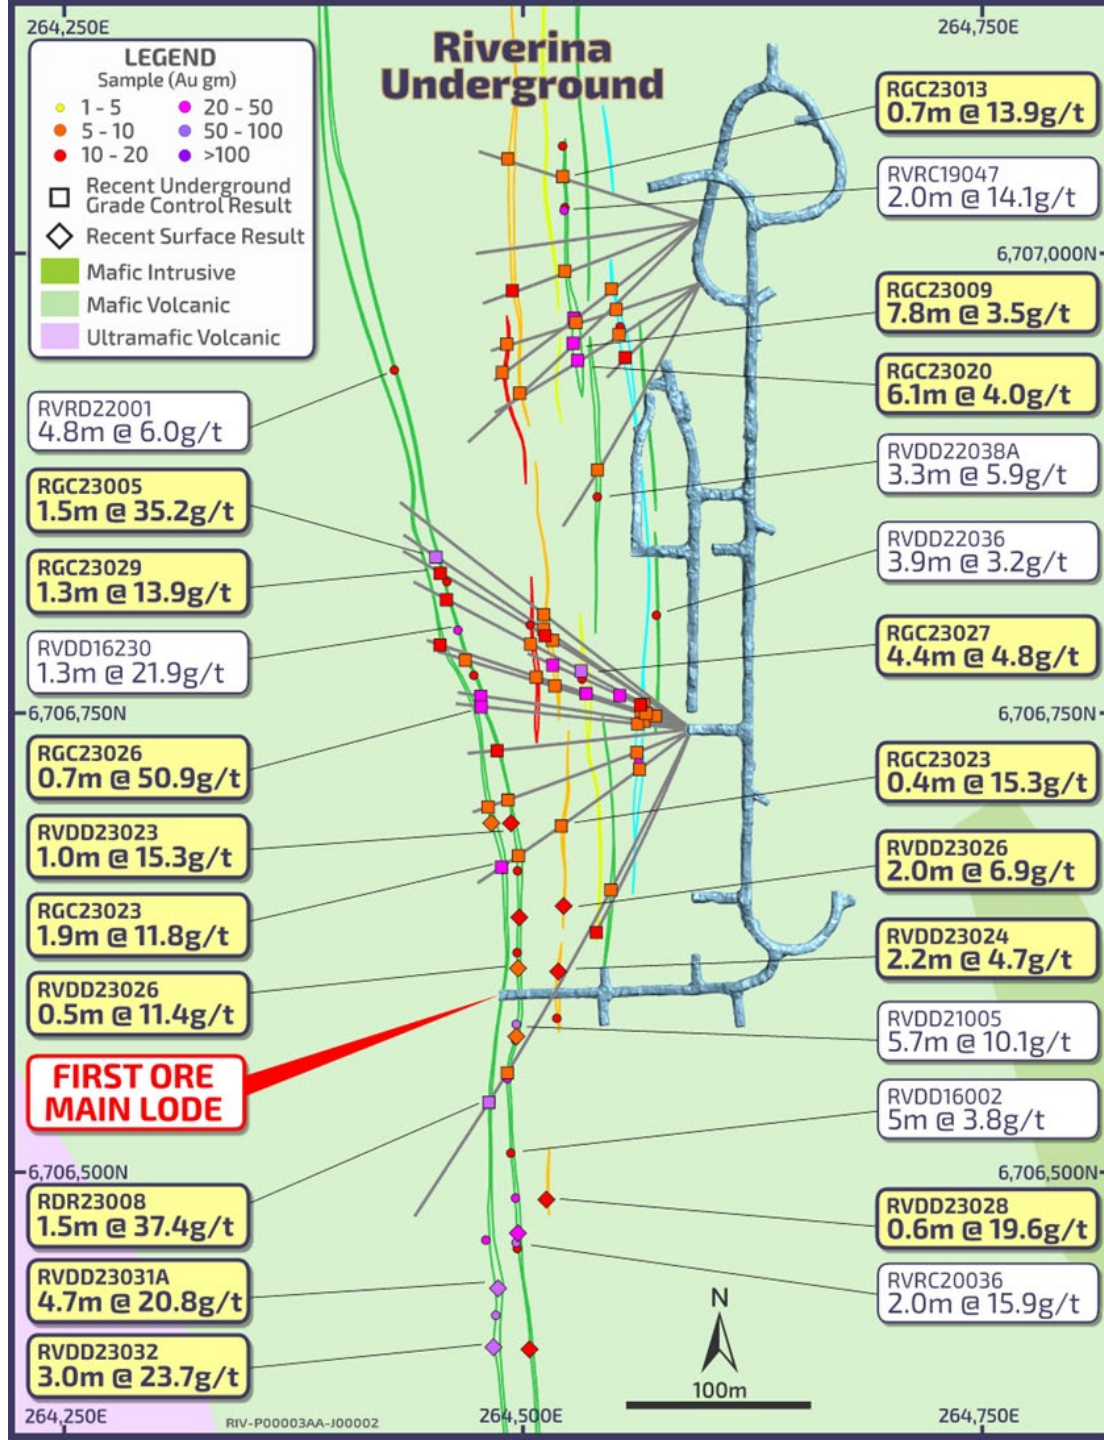 264,250E
264,750E
Riverina
Underground
LEGEND
Sample (Au gm)
1 - 5
20 - 50
5 - 10
50 - 100
10 - 20
>100
Recent Underground
Grade Control Result
Recent Surface Result
Mafic Intrusive
Mafic Volcanic
Ultramafic Volcanic
RGC23013
0.7m @ 13.9g/t
RVRC19047
2.0m @ 14.1g/t
6,707,000N
RGC23009
7.8m @ 3.5g/t
RGC23020
6.1m @ 4.0g/t
RVDD22038A
3.3m @ 5.9g/t
RVDD22036
3.9m @ 3.2g/t
RGC23027
4.4m @ 4.8g/t
6,706,750N
RGC23023
0.4m @ 15.3g/t
RVDD23026
2.0m @ 6.9g/t
RVDD23024
2.2m @ 4.7g/t
RVDD21005
5.7m @ 10.1g/t
RVDD16002
5m @ 3.8g/t
6,706,500N
RVDD23028
0.6m @ 19.6g/t
RVRC20036
2.0m @ 15.9g/t
RVRD22001
4.8m @ 6.0g/t
RGC23005
1.5m @ 35.2g/t
RGC23029
1.3m @ 13.9g/t
RVDD16230
1.3m @ 21.9g/t
6,706,750N
RGC23026
0.7m @ 50.9g/t
RVDD23023
1.0m @ 15.3g/t
RGC23023
1.9m @ 11.8g/t
RVDD23026
0.5m @ 11.4g/t
FIRST ORE
MAIN LODE
6,706,500N
RDR23008
1.5m @ 37.4g/t
RVDD23031A
4.7m @ 20.8g/t
RVDD23032
3.0m @ 23.7g/t
N
100m
264,250E
RIV-P00003AA-J00002
264,500E
264,750E